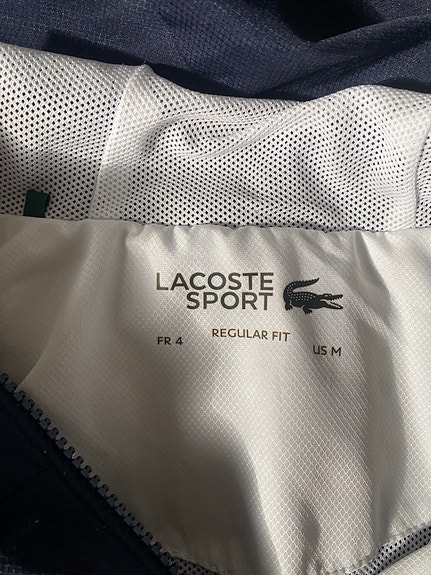 LACOSTE
SPORT
FR 4
REGULAR FIT
US M